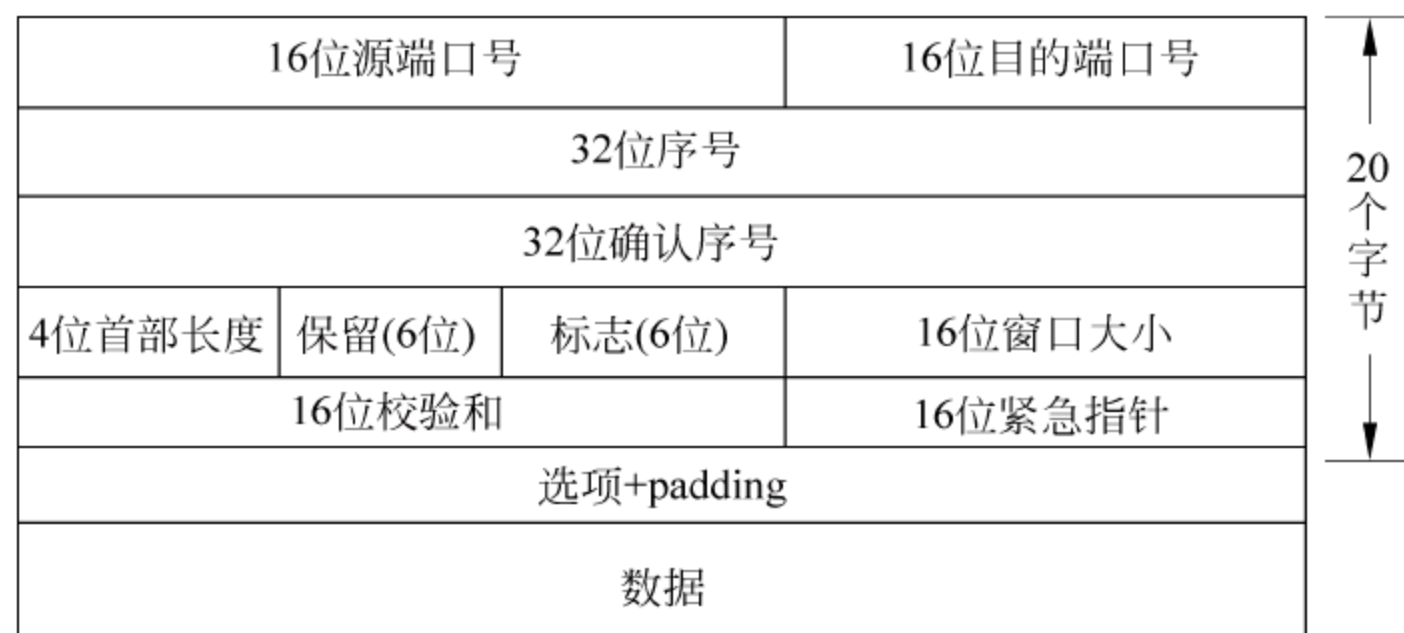 16位源端口号
16位目的端口号
32位序号
32位确认序号
4位首部长度
保留(6位)
标志(6位)
16位窗口大小
16位校验和
16位紧急指针
选项+padding
数据
20个字节